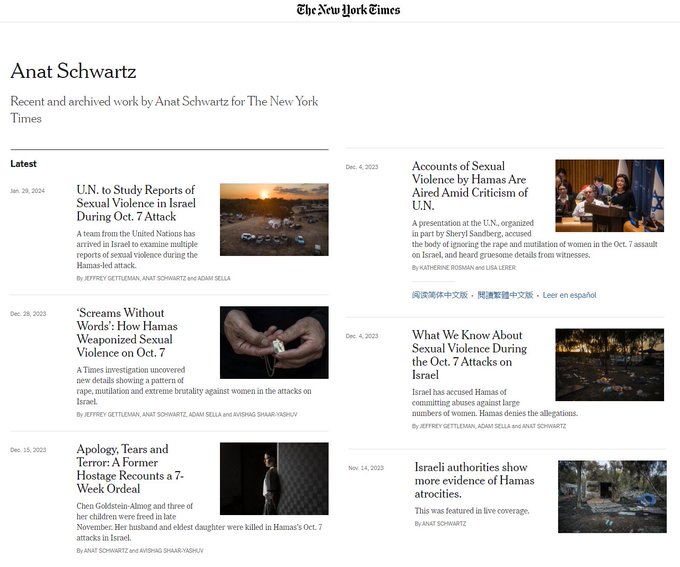 The New York Times
Anat Schwartz
Recent and archived work by Anat Schwartz for The New York
Times
Latest
Jan. 29, 2024
U.N. to Study Reports of
Sexual Violence in Israel
During Oct. 7 Attack
A team from the United Nations has
arrived in Israel to examine multiple
reports of sexual violence during the
Hamas-led attack.
By JEFFREY GETTLEMAN, ANAT SCHWARTZ and ADAM SELLA
Dec. 28, 2023
‘Screams Without
Words’: How Hamas
Weaponized Sexual
Violence on Oct. 7
A Times investigation uncovered
new details showing a pattern of
rape, mutilation and extreme brutality against women in the attacks on
Israel.
By JEFFREY GETTLEMAN, ANAT SCHWARTZ, ADAM SELLA and AVISHAG SHAAR-YASHUV
Dec. 15, 2023
Apology, Tears and
Terror: A Former
Hostage Recounts a 7-
Week Ordeal
Chen Goldstein-Almog and three of
her children were freed in late
November. Her husband and eldest daughter were killed in Hamas’s Oct. 7
attacks in Israel.
By ANAT SCHWARTZ and AVISHAG SHAAR-YASHUV
Dec. 4, 2023
Accounts of Sexual
Violence by Hamas Are
Aired Amid Criticism of
U.N.
A presentation at the U.N., organized
in part by Sheryl Sandberg, accused
the body of ignoring the rape and mutilation of women in the Oct. 7 assault
on Israel, and heard gruesome details from witnesses.
By KATHERINE ROSMAN and LISA LERER
阅读简体中文版 • 閱讀繁體中文版 • Leer en español
Dec. 4, 2023
What We Know About
Sexual Violence During
the Oct. 7 Attacks on
Israel
Israel has accused Hamas of
committing abuses against large
numbers of women. Hamas denies the allegations.
By JEFFREY GETTLEMAN, ADAM SELLA and ANAT SCHWARTZ
Nov. 14, 2023
Israeli authorities show
more evidence of Hamas
atrocities.
This was featured in live coverage.
By ANAT SCHWARTZ